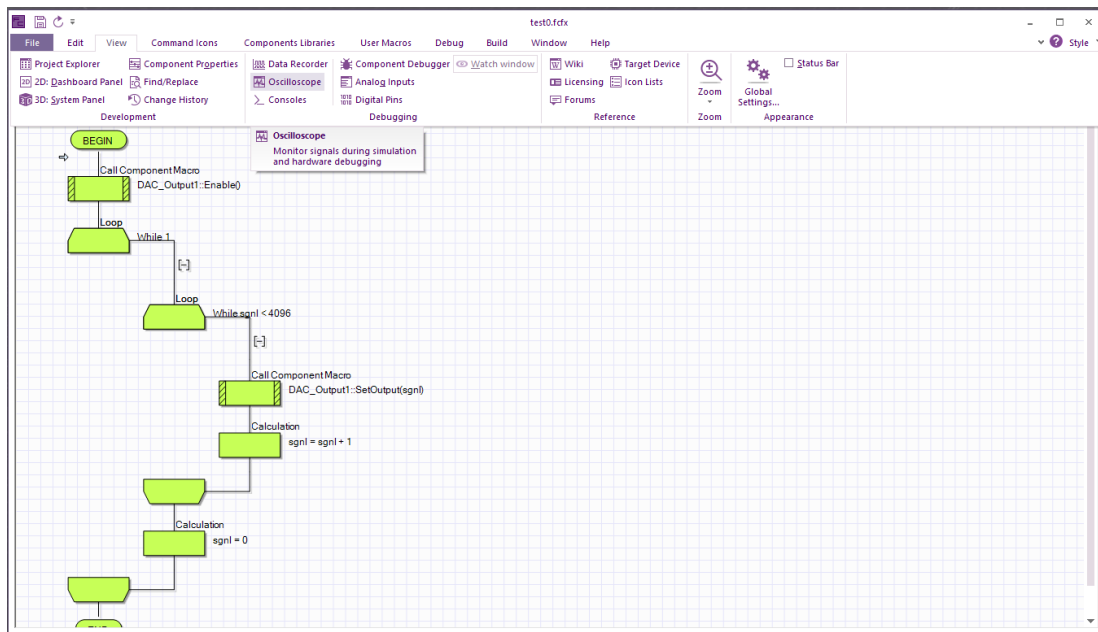 test0.fcfx
File Edit View Command Icons Components Libraries User Macros Debug Build Window Help Style
Project Explorer Component Properties Data Recorder Component Debugger Watch window Wiki Target Device Status Bar
2D: Dashboard Panel Find/Replace Oscilloscope Analog Inputs Licensing Icon Lists Zoom Global
3D: System Panel Change History Consoles Digital Pins Forums Settings...
Development Debugging Reference Zoom Appearance
Oscilloscope
Monitor signals during simulation
and hardware debugging
BEGIN
Call Component Macro
DAC_Output1::Enable()
Loop
While 1
[-]
Loop
While sgnl < 4096
[-]
Call Component Macro
DAC_Output1::SetOutput(sgnl)
Calculation
sgnl = sgnl + 1
Calculation
sgnl = 0